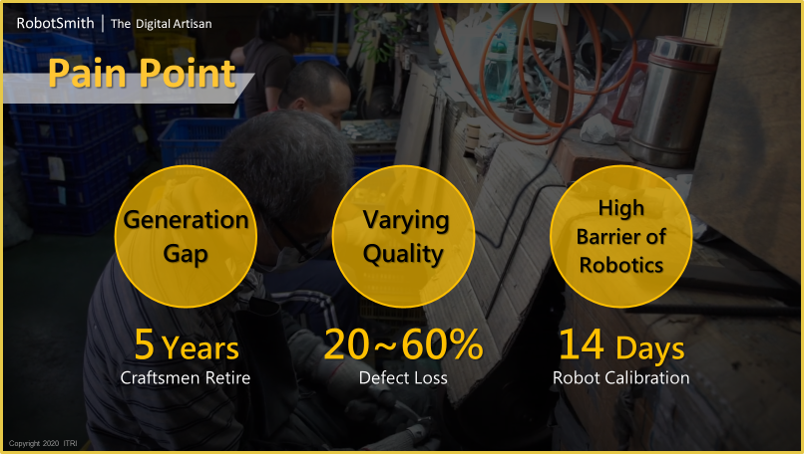 RobotSmith | The Digital Artisan
Pain Point
Generation
Gap
Varying
Quality
High
Barrier of
Robotics
5 Years
Craftsmen Retire
20~60%
Defect Loss
14 Days
Robot Calibration
Copyright 2020 ITRI